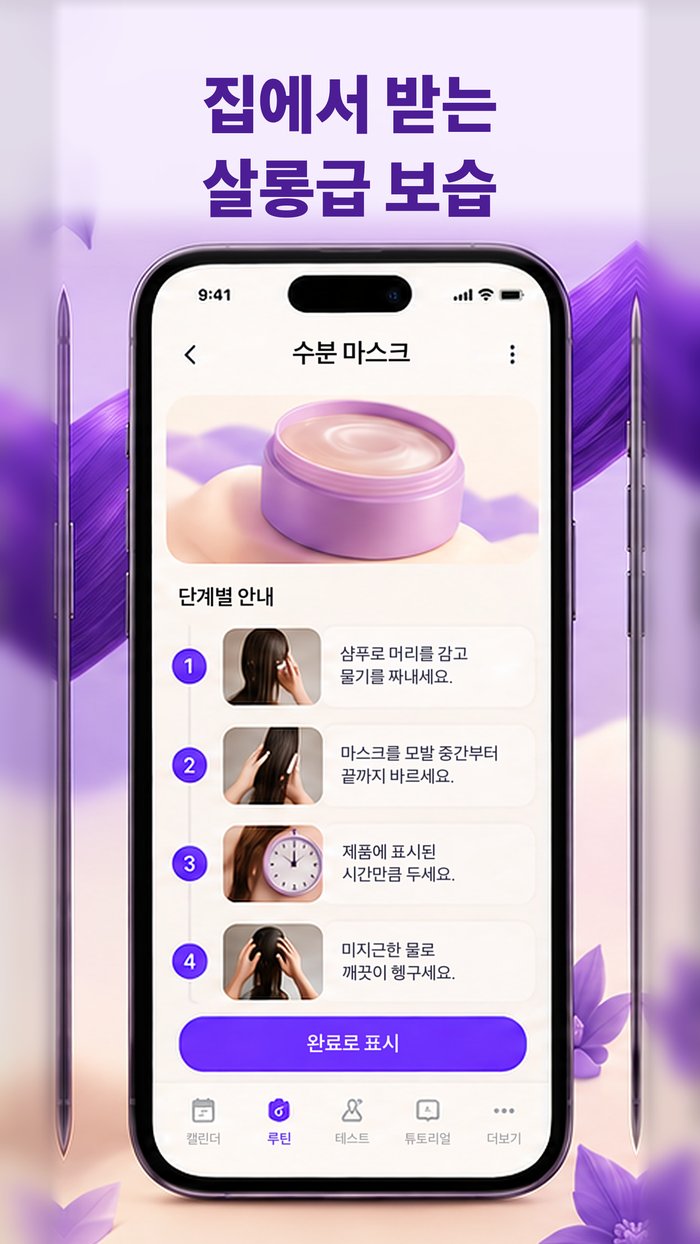 집에서 받는
살롱급 보습
9:41
수분 마스크
단계별 안내
1
샴푸로 머리를 감고
물기를 짜내세요.
2
마스크를 모발 중간부터
끝까지 바르세요.
3
제품에 표시된
시간만큼 두세요.
4
미지근한 물로
깨끗이 헹구세요.
완료로 표시
캘린더
루틴
테스트
튜토리얼
더보기